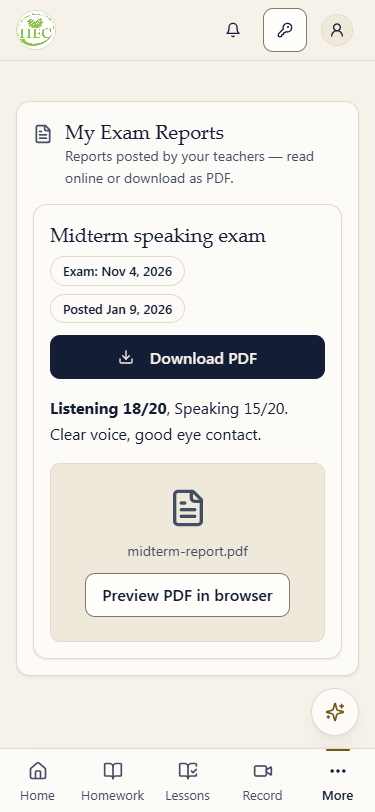 HEC
My Exam Reports
Reports posted by your teachers — read
online or download as PDF.
Midterm speaking exam
Exam: Nov 4, 2026
Posted Jan 9, 2026
Download PDF
Listening 18/20, Speaking 15/20.
Clear voice, good eye contact.
midterm-report.pdf
Preview PDF in browser
Home
Homework
Lessons
Record
More